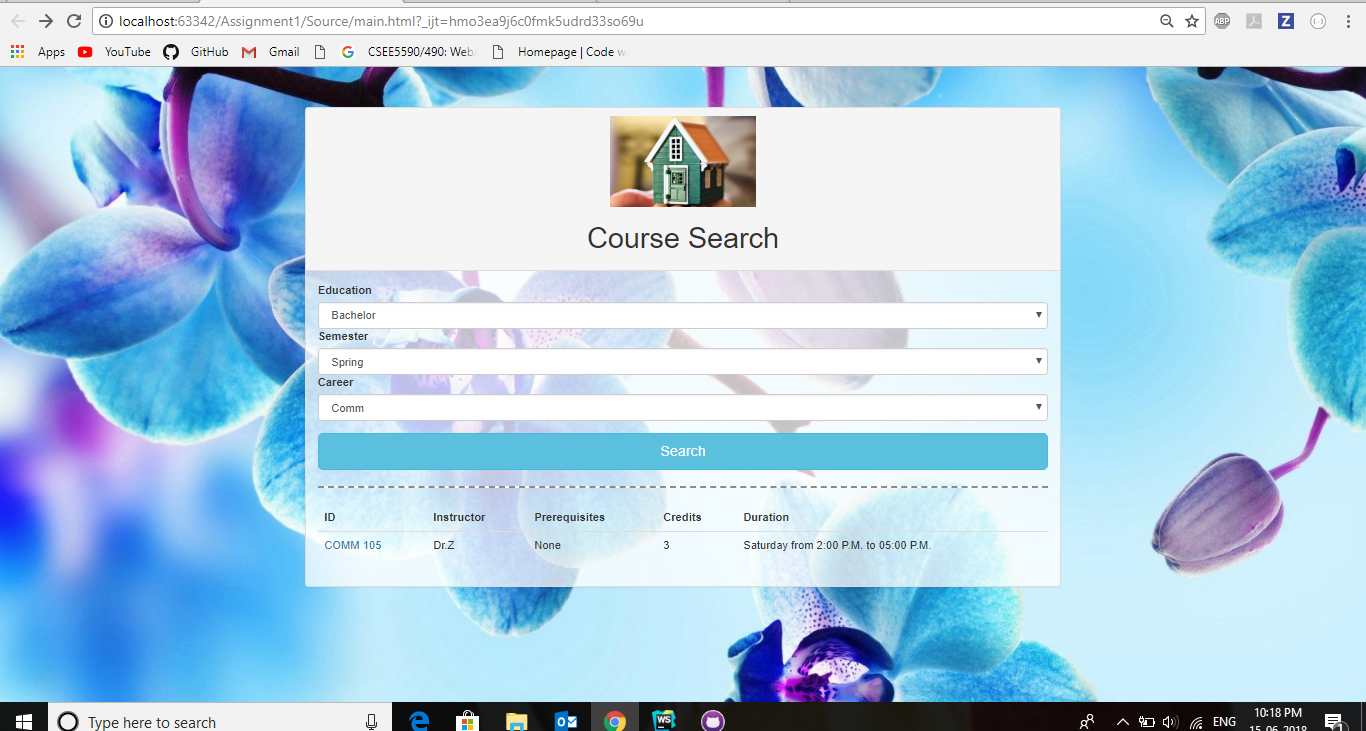 localhost:63342/Assignment1/Source/main.html?_ijt=hmo3ea9j6c0fmk5udrd33so69u
ABP Z
Apps YouTube GitHub Gmail CSEE5590/490: Web Homepage | Code w
Course Search
Education
Bachelor
Semester
Spring
Career
Comm
Search
ID Instructor Prerequisites Credits Duration
COMM 105 Dr.Z None 3 Saturday from 2:00 P.M. to 05:00 P.M.
Type here to search WS ENG 10:18 PM
15-06-2018